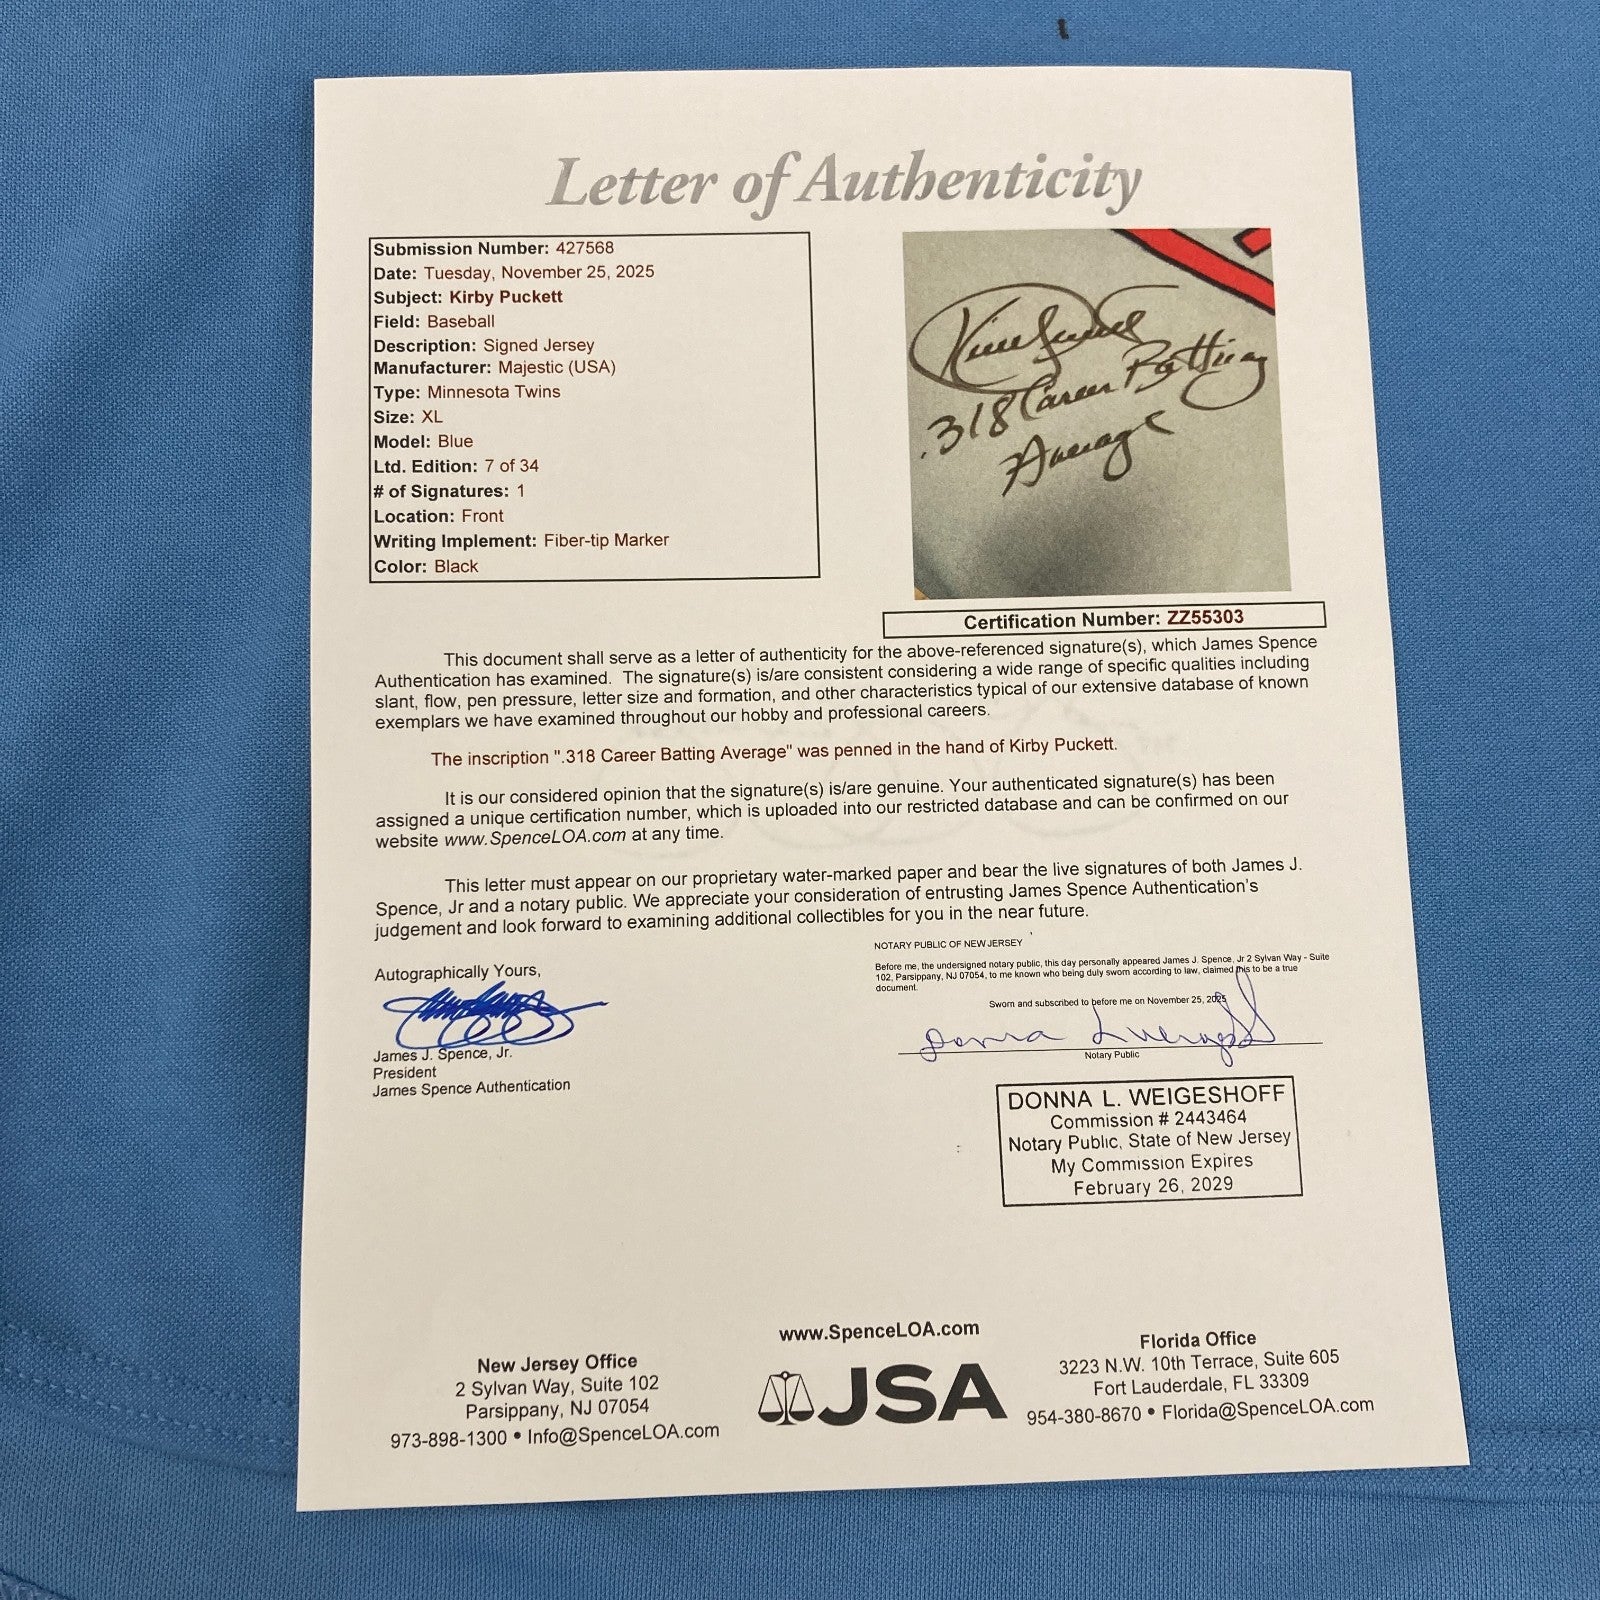 Letter of Authenticity
Submission Number: 427568
Date: Tuesday, November 25, 2025
Subject: Kirby Puckett
Field: Baseball
Description: Signed Jersey
Manufacturer: Majestic (USA)
Type: Minnesota Twins
Size: XL
Model: Blue
Ltd. Edition: 7 of 34
# of Signatures: 1
Location: Front
Writing Implement: Fiber-tip Marker
Color: Black
.318 Career Batting
Average
Certification Number: ZZ55303
This document shall serve as a letter of authenticity for the above-referenced signature(s), which James Spence
Authentication has examined. The signature(s) is/are consistent considering a wide range of specific qualities including
slant, flow, pen pressure, letter size and formation, and other characteristics typical of our extensive database of known
exemplars we have examined throughout our hobby and professional careers.
The inscription ".318 Career Batting Average" was penned in the hand of Kirby Puckett.
It is our considered opinion that the signature(s) is/are genuine. Your authenticated signature(s) has been
assigned a unique certification number, which is uploaded into our restricted database and can be confirmed on our
website www.SpenceLOA.com at any time.
This letter must appear on our proprietary water-marked paper and bear the live signatures of both James J.
Spence, Jr and a notary public. We appreciate your consideration of entrusting James Spence Authentication's
judgement and look forward to examining additional collectibles for you in the near future.
Autographically Yours,
James J. Spence, Jr.
President
James Spence Authentication
NOTARY PUBLIC OF NEW JERSEY
Before me, the undersigned notary public, this day personally appeared James J. Spence, Jr 2 Sylvan Way - Suite
102, Parsippany, NJ 07054, to me known who being duly sworn according to law, claimed this to be a true
document.
Sworn and subscribed to before me on November 25, 2025
Notary Public
DONNA L. WEIGESHOFF
Commission # 2443464
Notary Public, State of New Jersey
My Commission Expires
February 26, 2029
www.SpenceLOA.com
JSA
New Jersey Office
2 Sylvan Way, Suite 102
Parsippany, NJ 07054
973-898-1300 • Info@SpenceLOA.com
Florida Office
3223 N.W. 10th Terrace, Suite 605
Fort Lauderdale, FL 33309
954-380-8670 • Florida@SpenceLOA.com